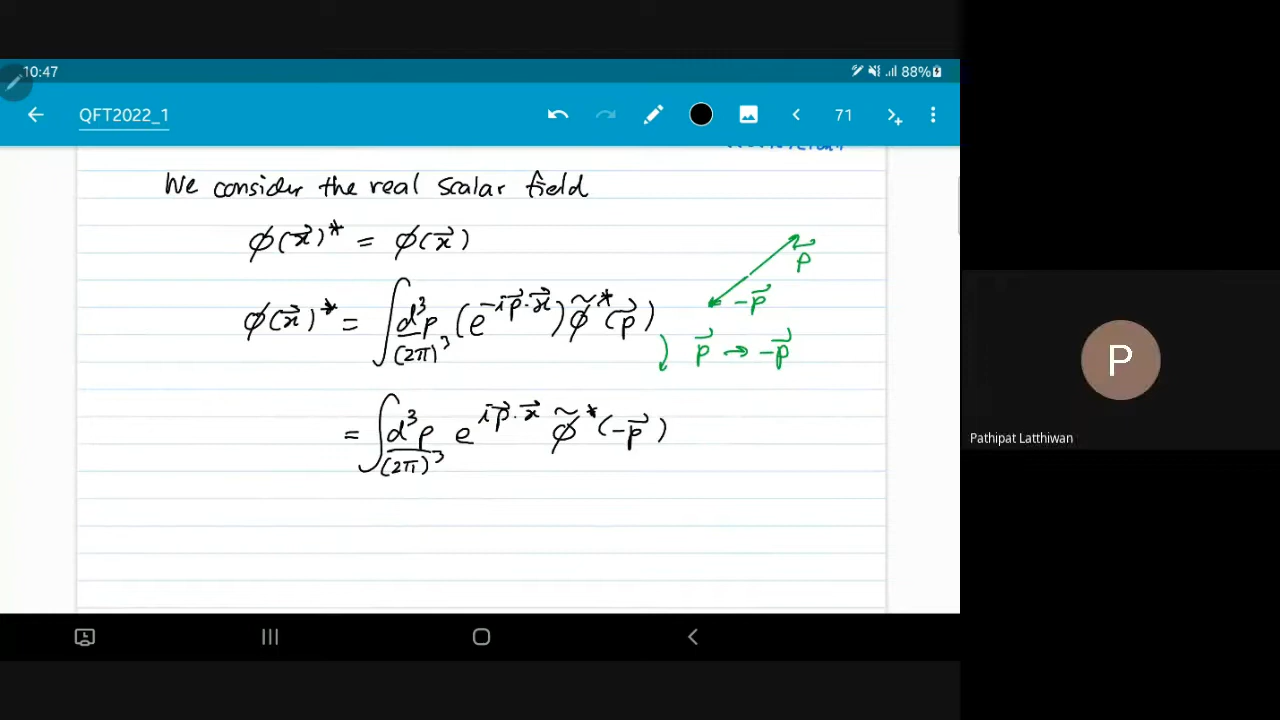 10:47
88%
QFT2022_1
71
We consider the real scalar field
ϕ(x⃗)* = ϕ(x⃗)
p⃗
-p⃗
ϕ(x⃗)* = ∫ d³p/(2π)³ (e^{-ip⃗·x⃗}) ϕ̃*(p⃗)
p⃗ → -p⃗
= ∫ d³p/(2π)³ e^{ip⃗·x⃗} ϕ̃*(-p⃗)
P
Pathipat Latthiwan